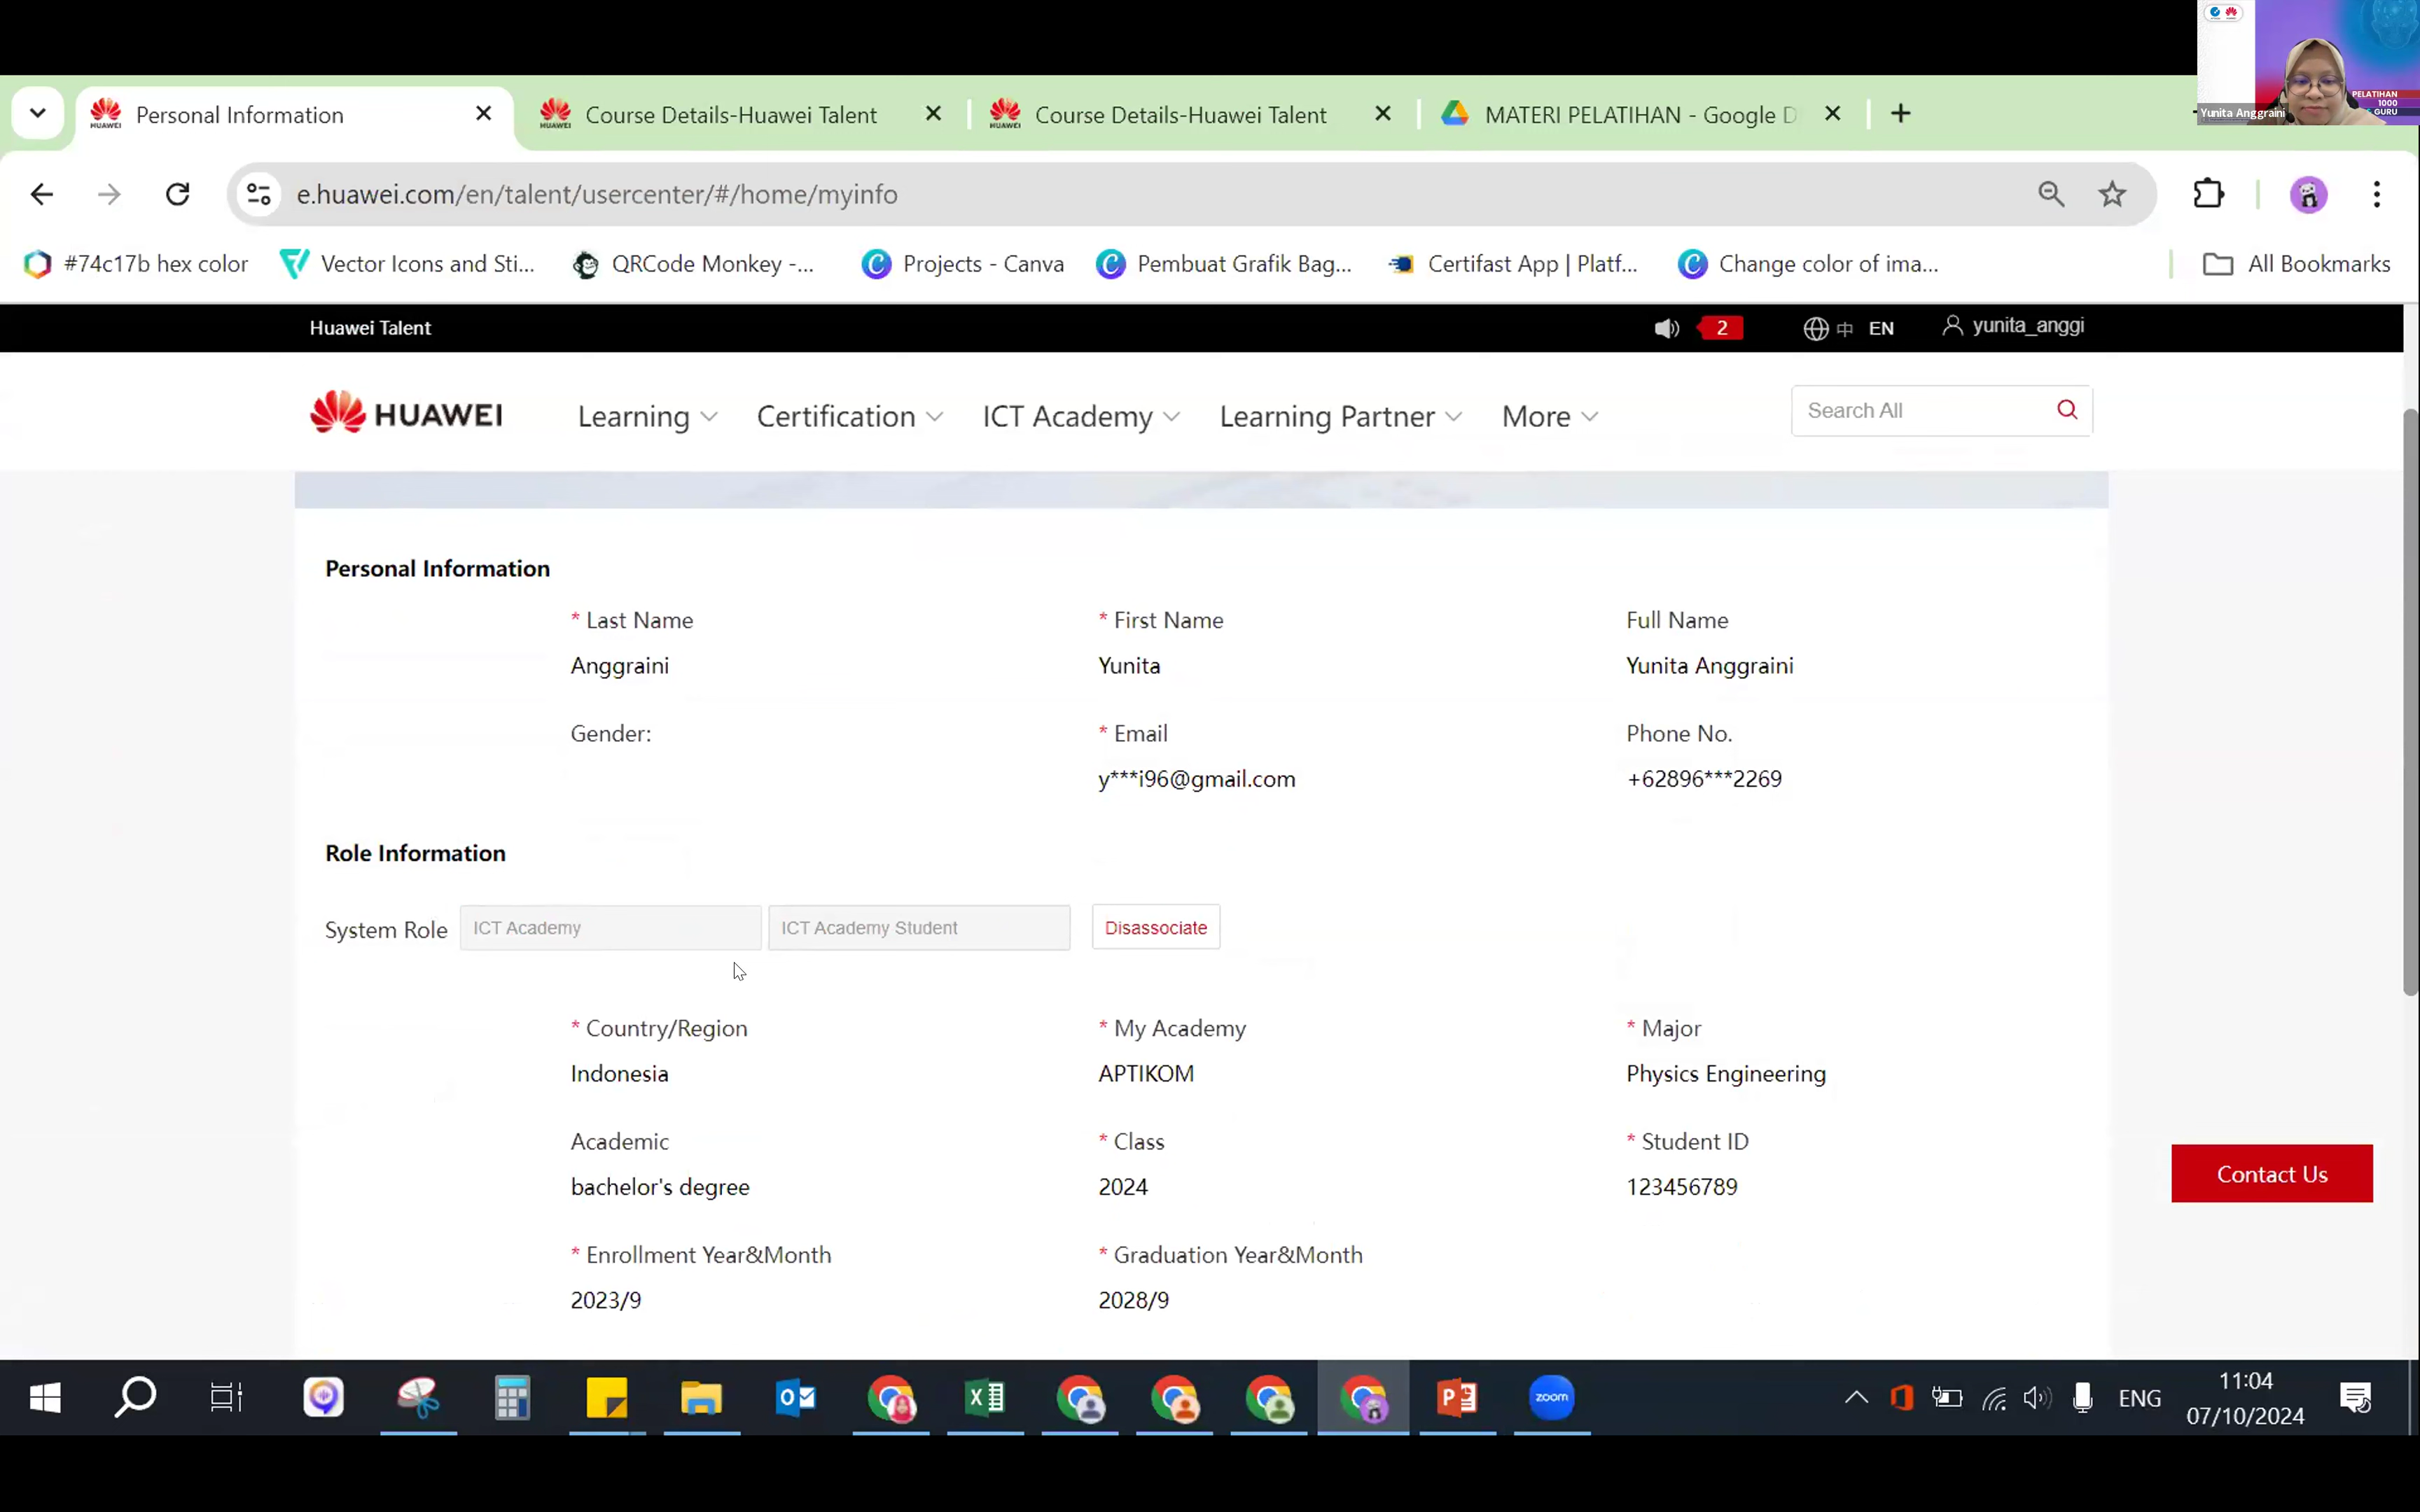 PELATIHAN
1000
GURU
Yunita Anggraini
Personal Information
Course Details-Huawei Talent
Course Details-Huawei Talent
MATERI PELATIHAN - Google D
e.huawei.com/en/talent/usercenter/#/home/myinfo
#74c17b hex color
Vector Icons and Sti...
QRCode Monkey -...
Projects - Canva
Pembuat Grafik Bag...
Certifast App | Platf...
Change color of ima...
All Bookmarks
Huawei Talent
2
中 EN
yunita_anggi
HUAWEI
Learning
Certification
ICT Academy
Learning Partner
More
Search All
Personal Information
* Last Name
* First Name
Full Name
Anggraini
Yunita
Yunita Anggraini
Gender:
* Email
Phone No.
y***i96@gmail.com
+62896***2269
Role Information
System Role
ICT Academy
ICT Academy Student
Disassociate
* Country/Region
* My Academy
* Major
Indonesia
APTIKOM
Physics Engineering
Academic
* Class
* Student ID
bachelor's degree
2024
123456789
Contact Us
* Enrollment Year&Month
* Graduation Year&Month
2023/9
2028/9
zoom
ENG
11:04
07/10/2024